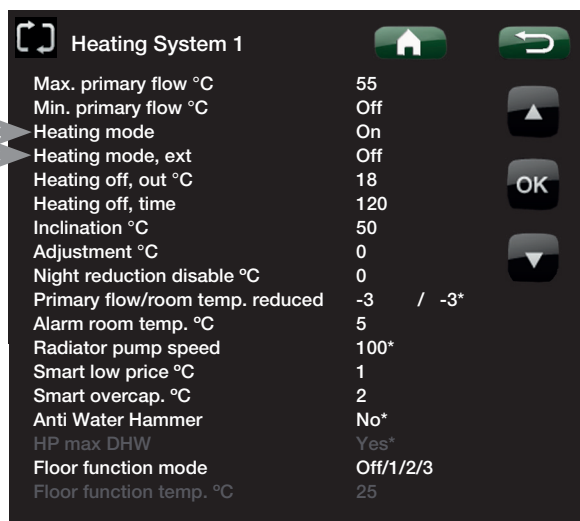 Heating System 1
Max. primary flow °C 55
Min. primary flow °C Off
Heating mode On
Heating mode, ext Off
Heating off, out °C 18
Heating off, time 120
Inclination °C 50
Adjustment °C 0
Night reduction disable ºC 0
Primary flow/room temp. reduced -3 / -3*
Alarm room temp. ºC 5
Radiator pump speed 100*
Smart low price ºC 1
Smart overcap. ºC 2
Anti Water Hammer No*
HP max DHW Yes*
Floor function mode Off/1/2/3
Floor function temp. ºC 25
OK